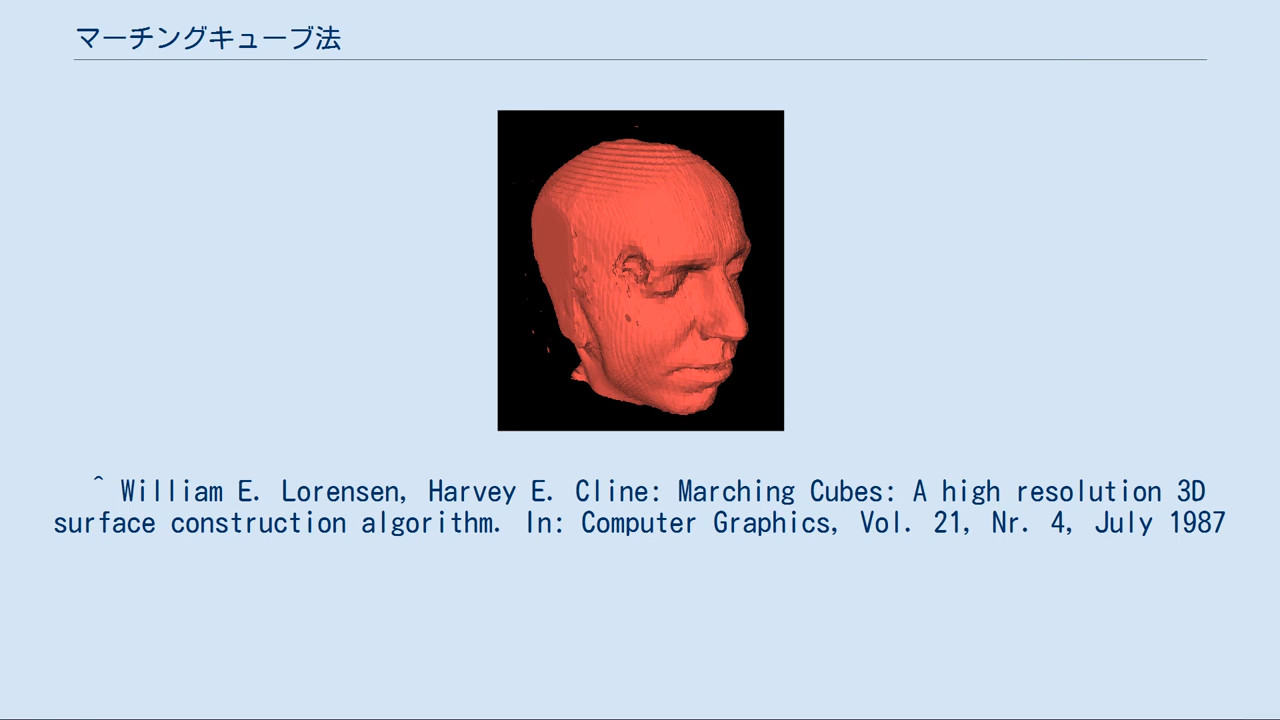 マーチングキューブ法
^ William E. Lorensen, Harvey E. Cline: Marching Cubes: A high resolution 3D
surface construction algorithm. In: Computer Graphics, Vol. 21, Nr. 4, July 1987